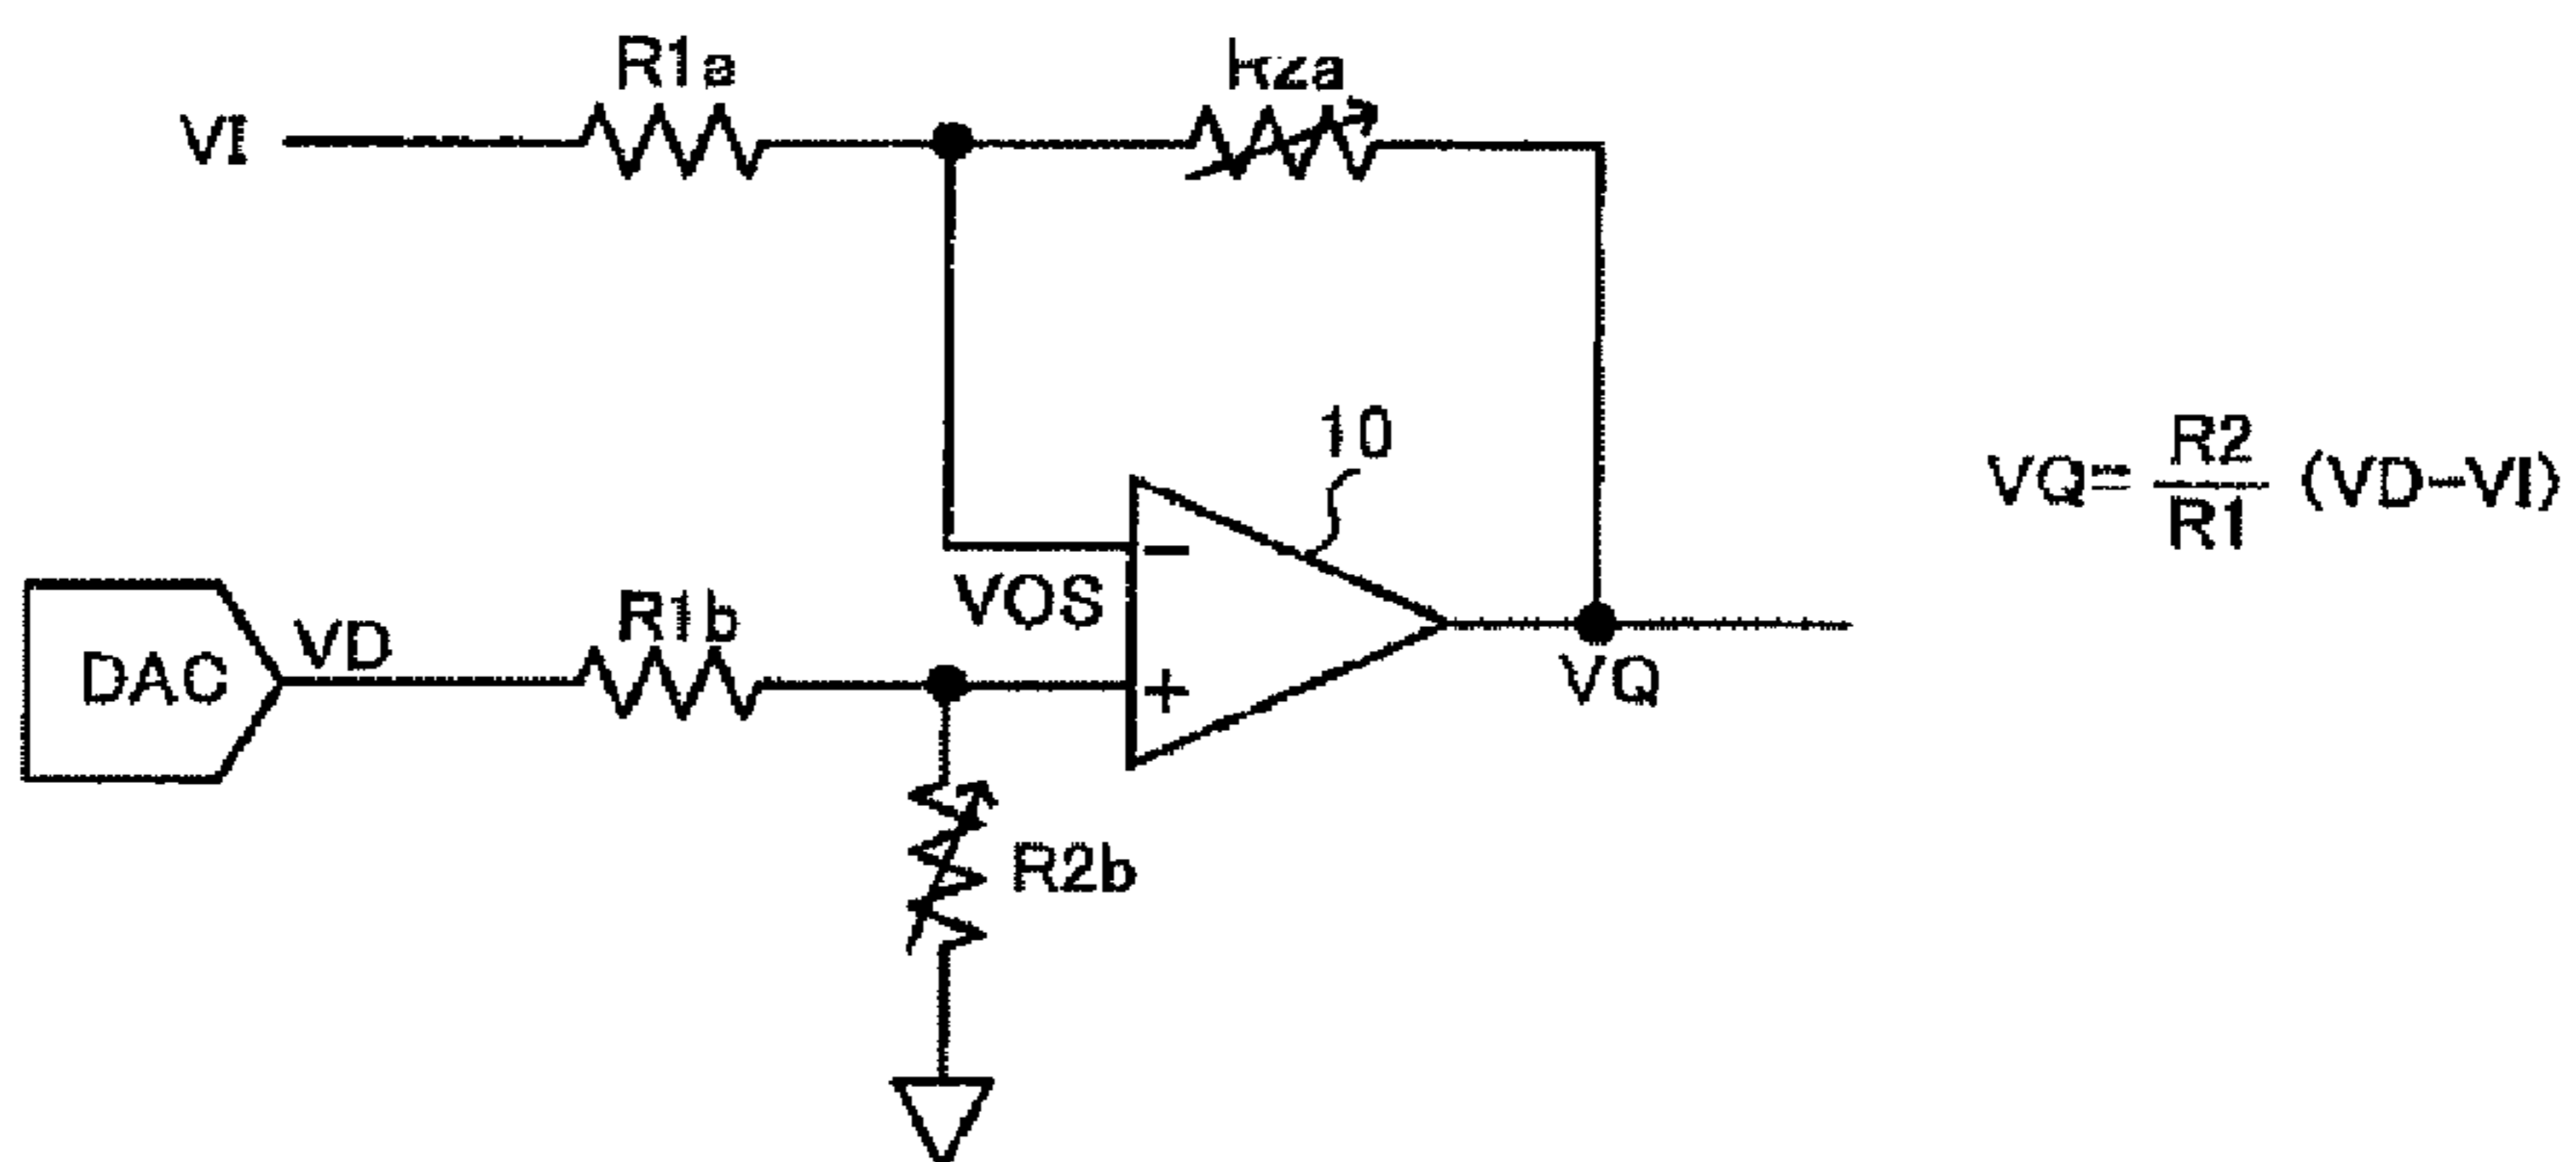 R1a
R2a
VI
10
VQ= R2/R1 (VD-VI)
VOS
-
+
DAC
VD
R1b
VQ
R2b